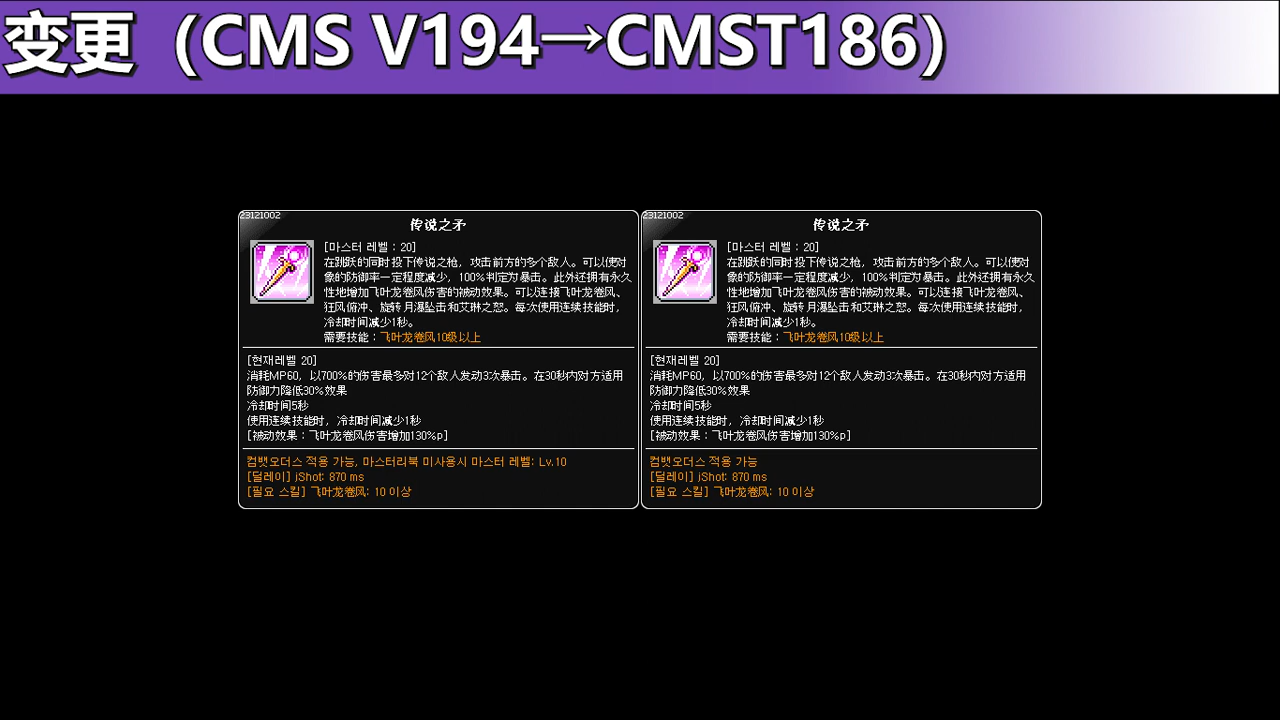 变更（CMS V194→CMST186）
23121002
传说之矛
[마스터 레벨 : 20]
在跳跃的同时投下传说之枪，攻击前方的多个敌人。可以使对
象的防御率一定程度减少，100%判定为暴击。此外还拥有永久
性地增加飞叶龙卷风伤害的被动效果。可以连接飞叶龙卷风、
狂风俯冲、旋转月瀑坠击和艾琳之怒。每次使用连续技能时，
冷却时间减少1秒。
需要技能：飞叶龙卷风10级以上
[현재레벨 20]
消耗MP60，以700%的伤害最多对12个敌人发动3次暴击。在30秒内对方适用
防御力降低30%效果
冷却时间5秒
使用连续技能时，冷却时间减少1秒
[被动效果：飞叶龙卷风伤害增加130%p]
컴뱃오더스 적용 가능, 마스터리북 미사용시 마스터 레벨: Lv.10
[딜레이] jShot: 870 ms
[필요 스킬] 飞叶龙卷风: 10 이상
23121002
传说之矛
[마스터 레벨 : 20]
在跳跃的同时投下传说之枪，攻击前方的多个敌人。可以使对
象的防御率一定程度减少，100%判定为暴击。此外还拥有永久
性地增加飞叶龙卷风伤害的被动效果。可以连接飞叶龙卷风、
狂风俯冲、旋转月瀑坠击和艾琳之怒。每次使用连续技能时，
冷却时间减少1秒。
需要技能：飞叶龙卷风10级以上
[현재레벨 20]
消耗MP60，以700%的伤害最多对12个敌人发动3次暴击。在30秒内对方适用
防御力降低30%效果
冷却时间5秒
使用连续技能时，冷却时间减少1秒
[被动效果：飞叶龙卷风伤害增加130%p]
컴뱃오더스 적용 가능
[딜레이] jShot: 870 ms
[필요 스킬] 飞叶龙卷风: 10 이상